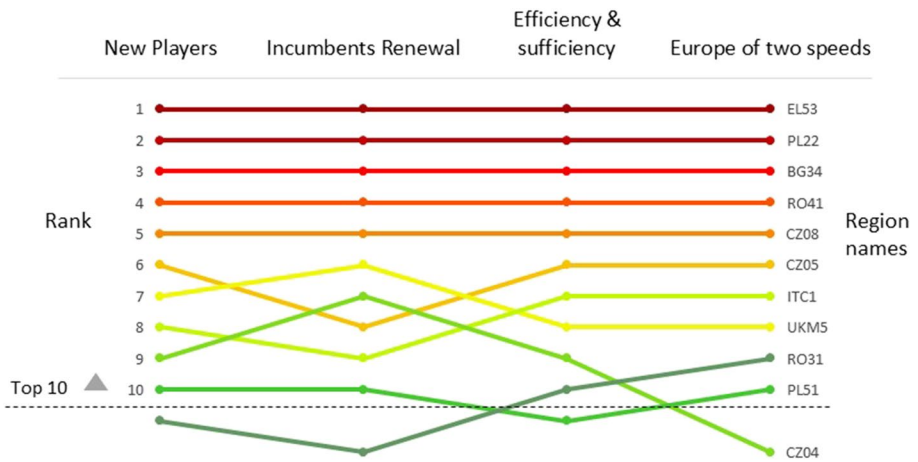 New Players
Incumbents Renewal
Efficiency &
sufficiency
Europe of two speeds
1
EL53
2
PL22
3
BG34
4
RO41
Rank
Region
names
5
CZ08
6
CZ05
7
ITC1
8
UKM5
9
RO31
Top 10
10
PL51
CZ04